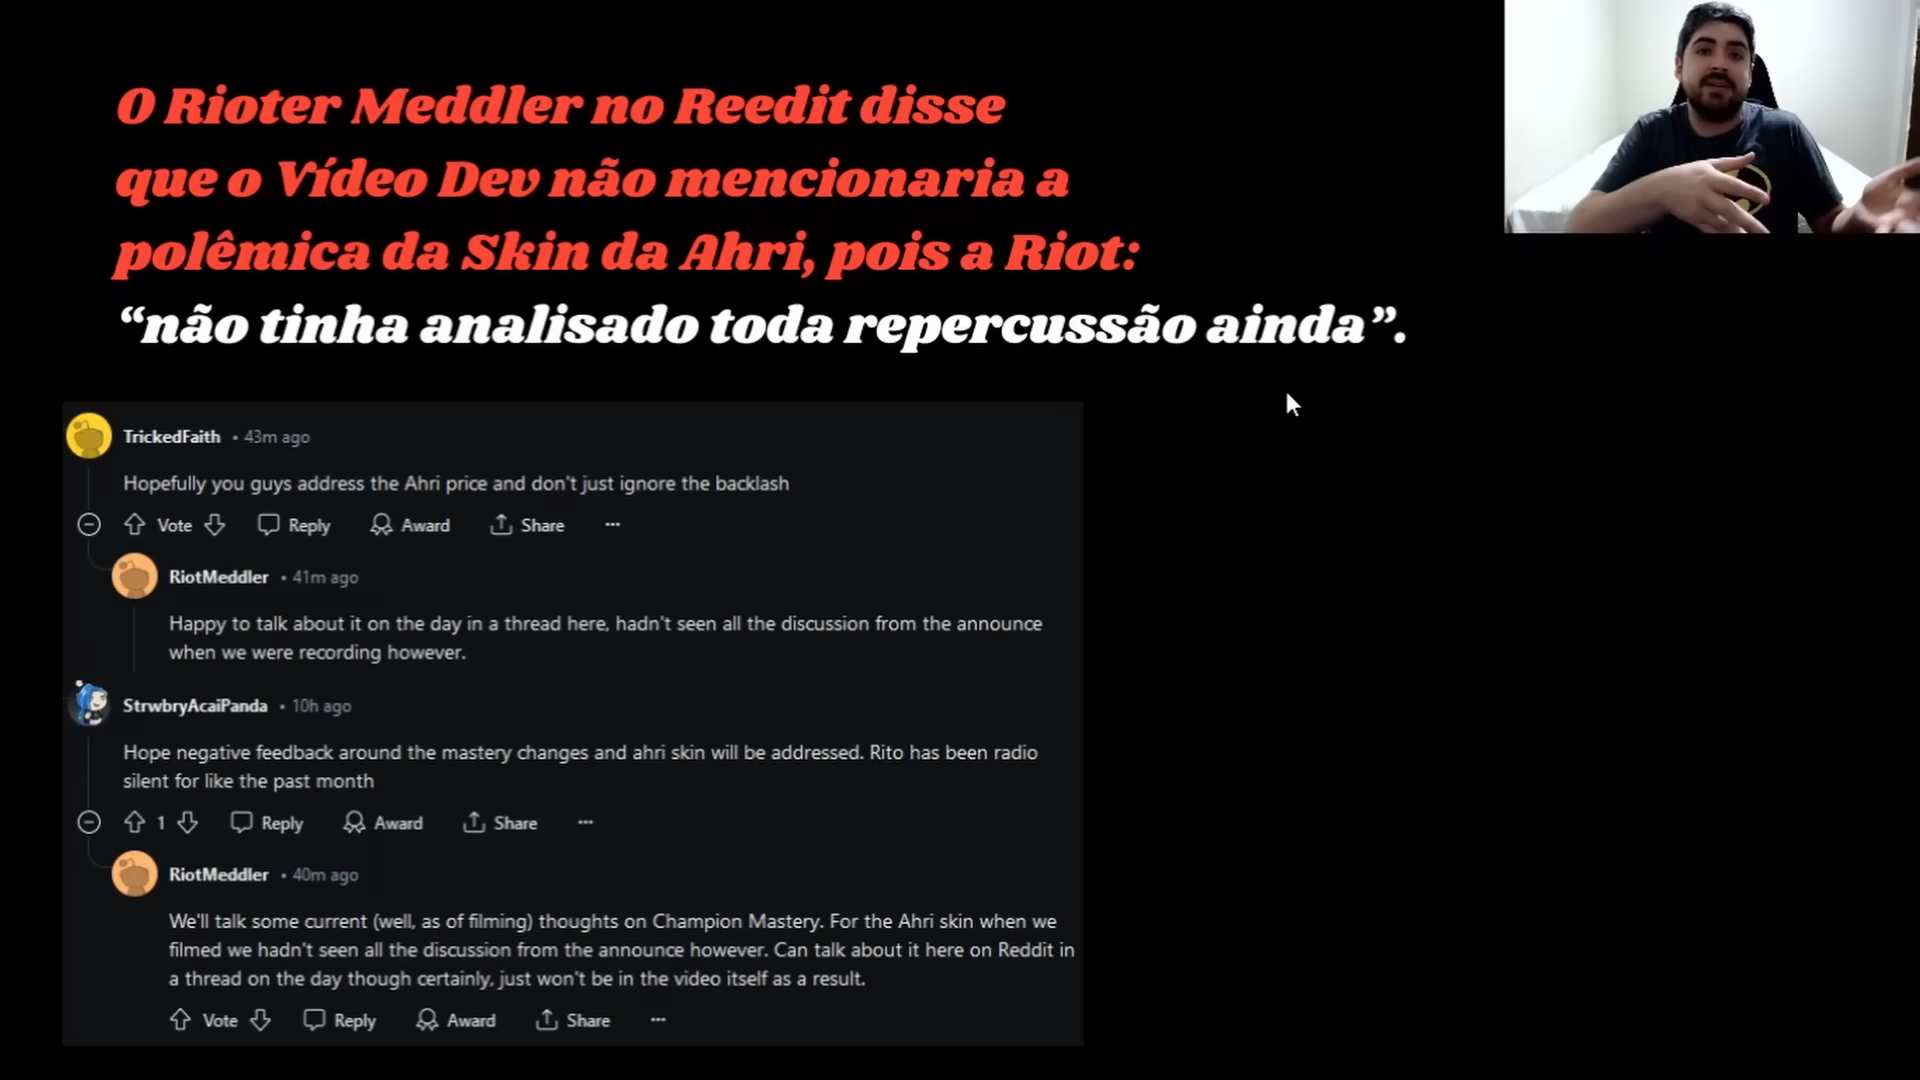 O Rioter Meddler no Reedit disse
que o Vídeo Dev não mencionaria a
polêmica da Skin da Ahri, pois a Riot:
“não tinha analisado toda repercussão ainda”.
TrickedFaith • 43m ago
Hopefully you guys address the Ahri price and don't just ignore the backlash
Vote Reply Award Share ...
RiotMeddler • 41m ago
Happy to talk about it on the day in a thread here, hadn't seen all the discussion from the announce
when we were recording however.
StrwbryAcaiPanda • 10h ago
Hope negative feedback around the mastery changes and ahri skin will be addressed. Rito has been radio
silent for like the past month
1 Reply Award Share ...
RiotMeddler • 40m ago
We'll talk some current (well, as of filming) thoughts on Champion Mastery. For the Ahri skin when we
filmed we hadn't seen all the discussion from the announce however. Can talk about it here on Reddit in
a thread on the day though certainly, just won't be in the video itself as a result.
Vote Reply Award Share ...